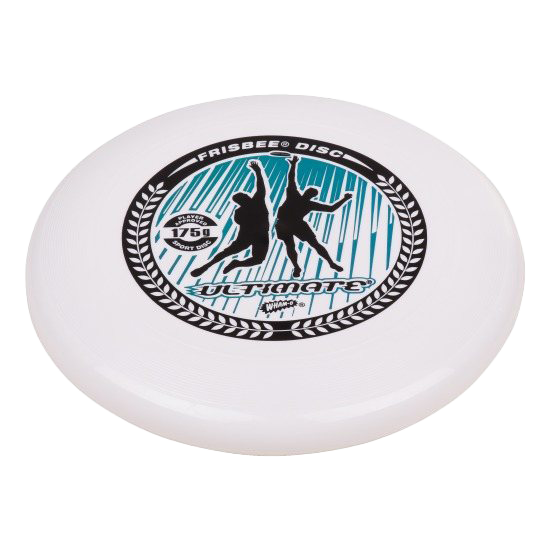 FRISBEE® DISC
PLAYER APPROVED
175g
SPORT DISC
ULTIMATE®
WHAM-O®